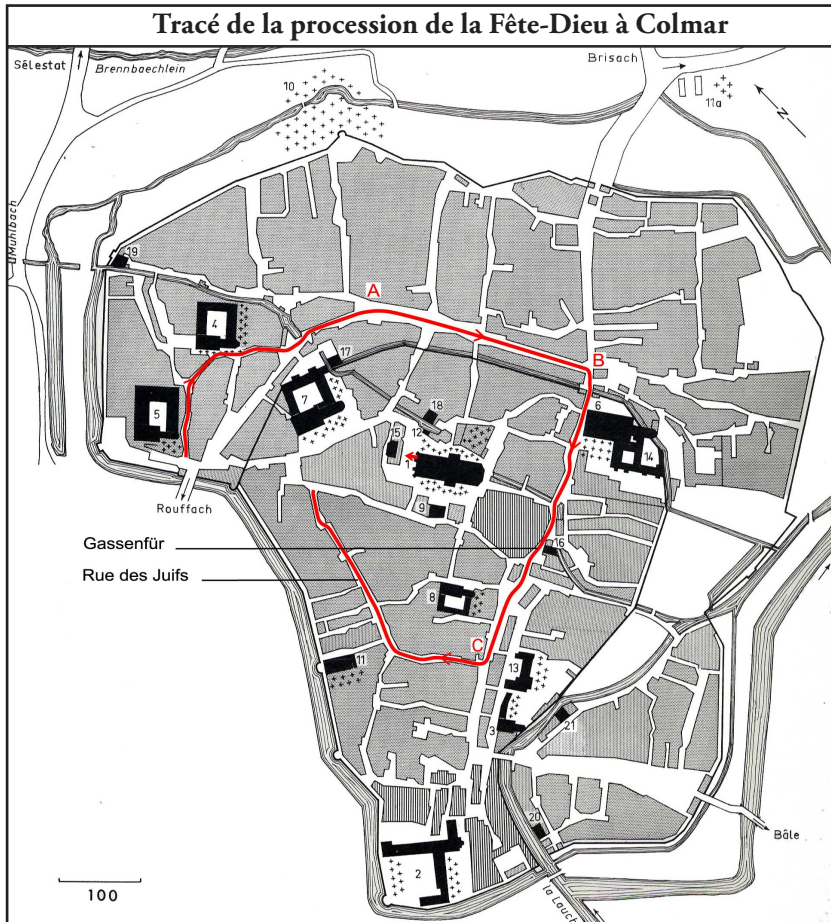 Tracé de la procession de la Fête-Dieu à Colmar
Sélestat
Brennbaechlein
Brisach
10
11a
N
Muhlbach
19
A
4
17
B
5
7
18
6
12
15
14
1
Rouffach
9
Gassenfür
16
Rue des Juifs
8
C
11
13
3
21
20
Bâle
2
100
la Lauch